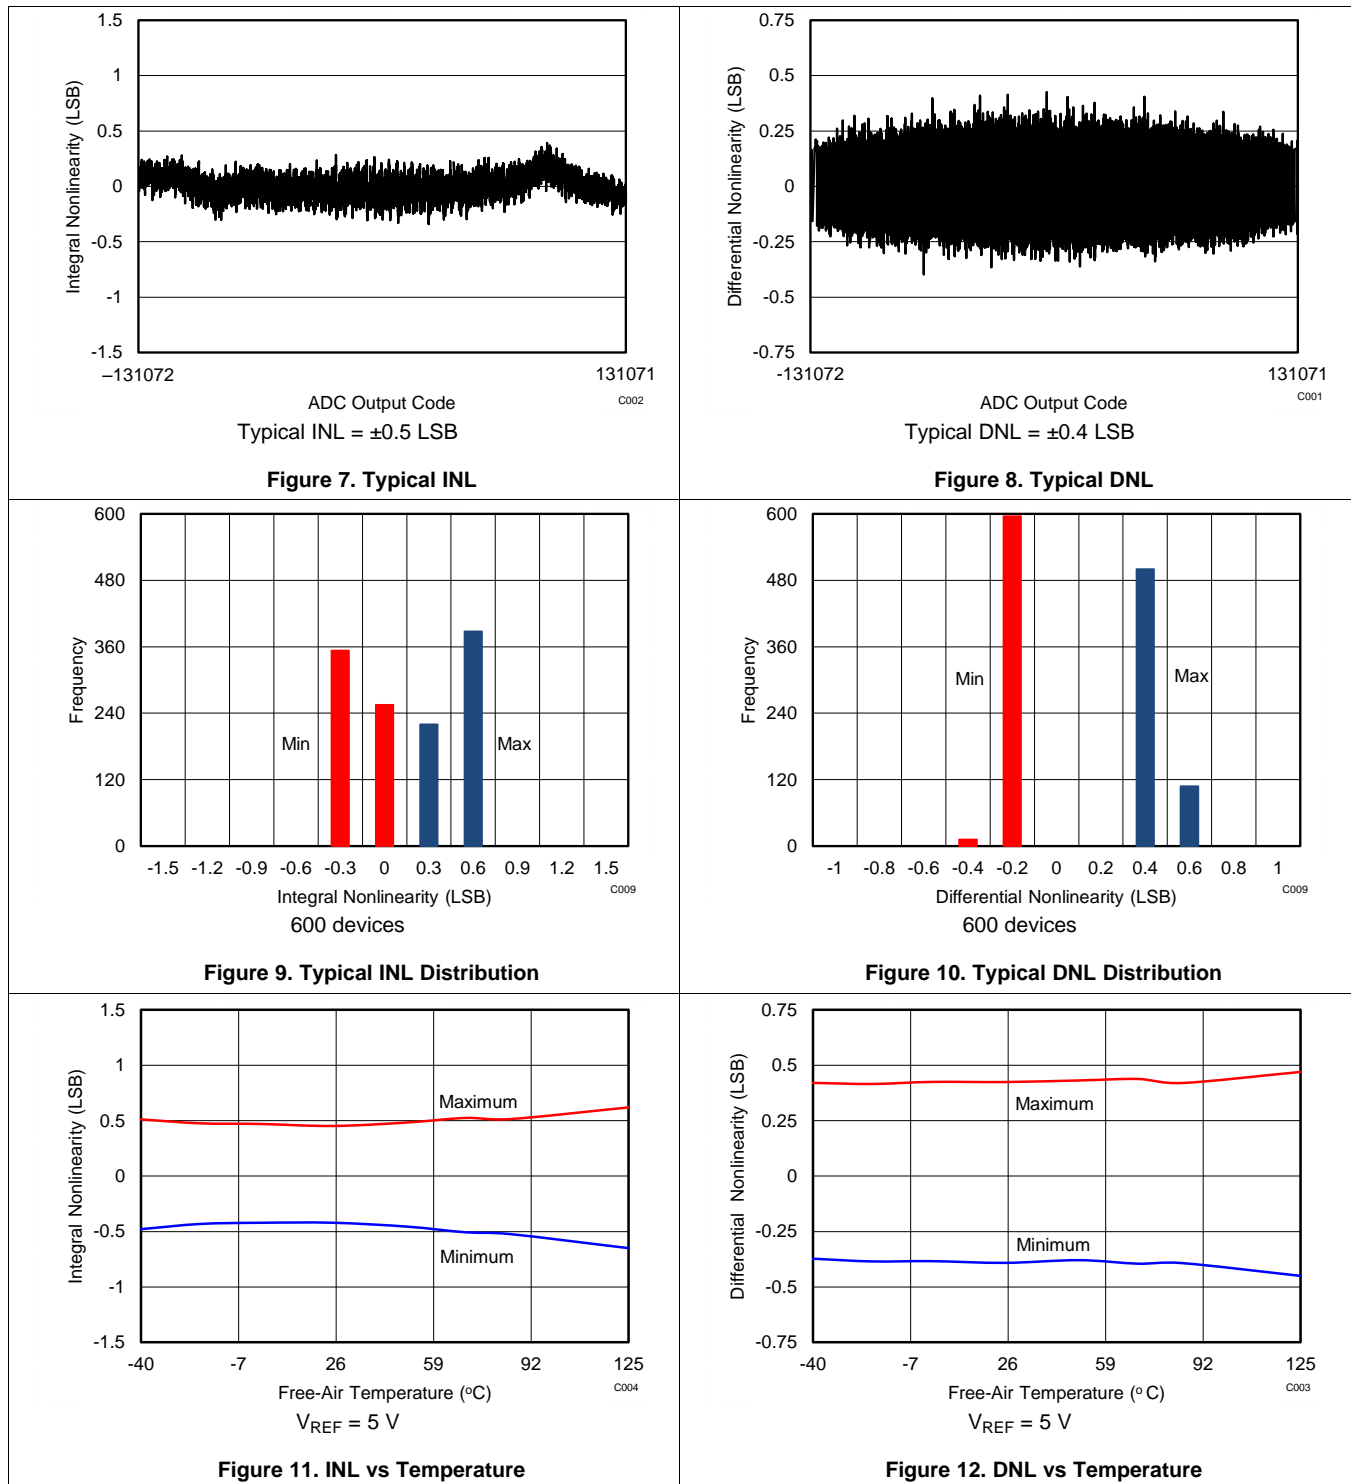 1.5
1
0.5
0
-0.5
-1
-1.5
Integral Nonlinearity (LSB)
–131072
131071
ADC Output Code
C002
Typical INL = ±0.5 LSB
Figure 7. Typical INL
0.75
0.5
0.25
0
-0.25
-0.5
-0.75
Differential Nonlinearity (LSB)
-131072
131071
ADC Output Code
C001
Typical DNL = ±0.4 LSB
Figure 8. Typical DNL
600
480
360
240
120
0
Frequency
Min
Max
-1.5 -1.2 -0.9 -0.6 -0.3 0 0.3 0.6 0.9 1.2 1.5
Integral Nonlinearity (LSB)
C009
600 devices
Figure 9. Typical INL Distribution
600
480
360
240
120
0
Frequency
Min
Max
-1 -0.8 -0.6 -0.4 -0.2 0 0.2 0.4 0.6 0.8 1
Differential Nonlinearity (LSB)
C009
600 devices
Figure 10. Typical DNL Distribution
1.5
1
0.5
0
-0.5
-1
-1.5
Integral Nonlinearity (LSB)
Maximum
Minimum
-40 -7 26 59 92 125
Free-Air Temperature (°C)
C004
VREF = 5 V
Figure 11. INL vs Temperature
0.75
0.5
0.25
0
-0.25
-0.5
-0.75
Differential Nonlinearity (LSB)
Maximum
Minimum
-40 -7 26 59 92 125
Free-Air Temperature (° C)
C003
VREF = 5 V
Figure 12. DNL vs Temperature